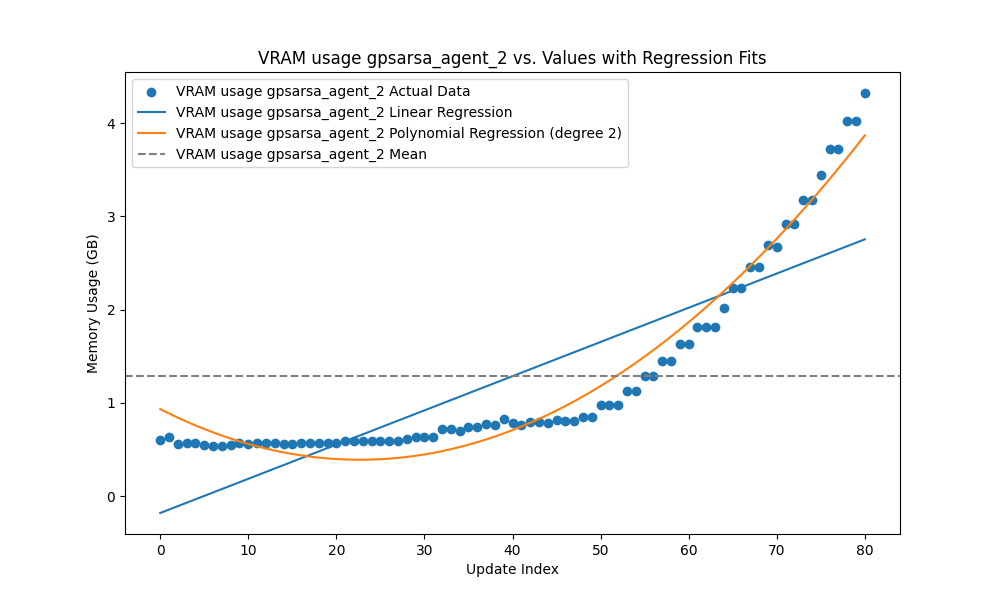 VRAM usage gpsarsa_agent_2 vs. Values with Regression Fits
VRAM usage gpsarsa_agent_2 Actual Data
VRAM usage gpsarsa_agent_2 Linear Regression
VRAM usage gpsarsa_agent_2 Polynomial Regression (degree 2)
VRAM usage gpsarsa_agent_2 Mean
Memory Usage (GB)
4
3
2
1
0
0 10 20 30 40 50 60 70 80
Update Index